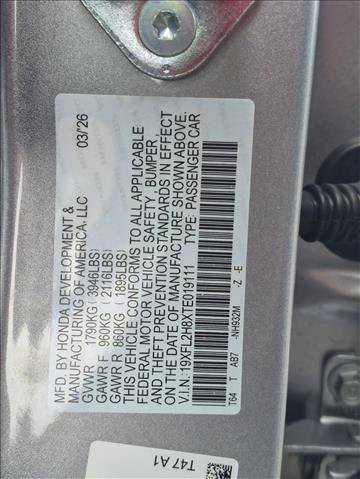 MFD. BY HONDA DEVELOPMENT &
MANUFACTURING OF AMERICA, LLC 03/'26
GVWR 1790KG (3946LBS)
GAWR F 960KG (2116LBS)
GAWR R 860KG (1895LBS)
THIS VEHICLE CONFORMS TO ALL APPLICABLE
FEDERAL MOTOR VEHICLE SAFETY, BUMPER
AND THEFT PREVENTION STANDARDS IN EFFECT
ON THE DATE OF MANUFACTURE SHOWN ABOVE.
V.I.N: 19XFL2H8XTE019111 TYPE: PASSENGER CAR
T64 T AB7 -NH932M -Z -E
T47 A1